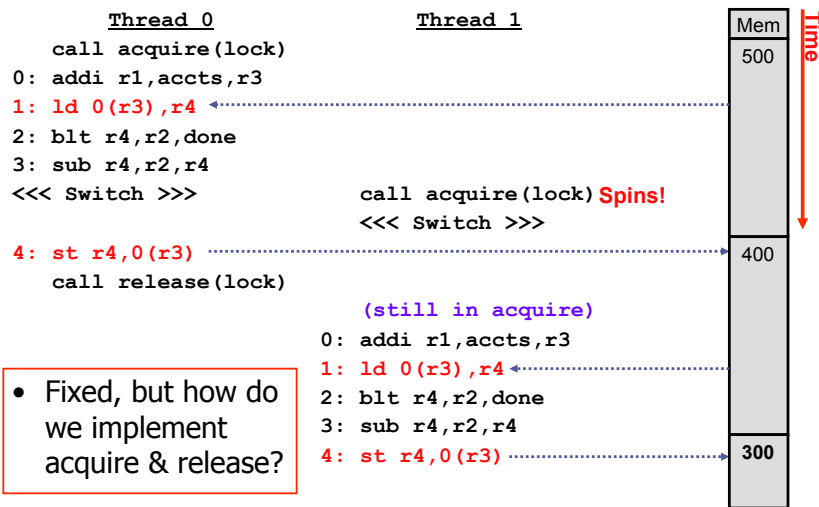 Thread 0
call acquire(lock)
0: addi r1,accts,r3
1: ld 0(r3),r4
2: blt r4,r2,done
3: sub r4,r2,r4
<<< Switch >>>
4: st r4,0(r3)
call release(lock)
Thread 1
call acquire(lock) Spins!
<<< Switch >>>
(still in acquire)
0: addi r1,accts,r3
1: ld 0(r3),r4
2: blt r4,r2,done
3: sub r4,r2,r4
4: st r4,0(r3)
Mem
500
400
300
Time
• Fixed, but how do
we implement
acquire & release?